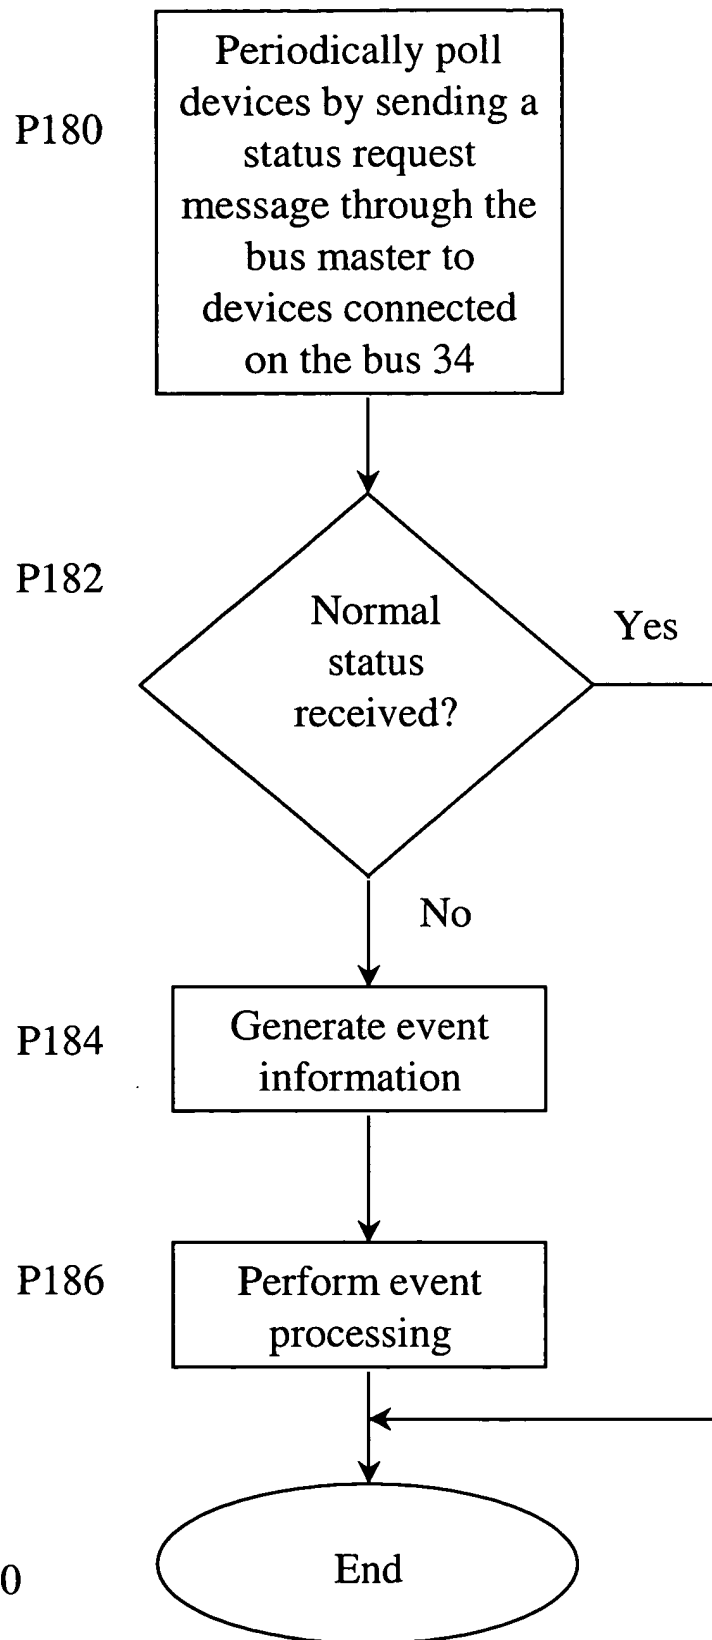 Periodically poll
devices by sending a
status request
message through the
bus master to
devices connected
on the bus 34
P180
P182
Normal
status
received?
Yes
No
P184
Generate event
information
P186
Perform event
processing
End
0